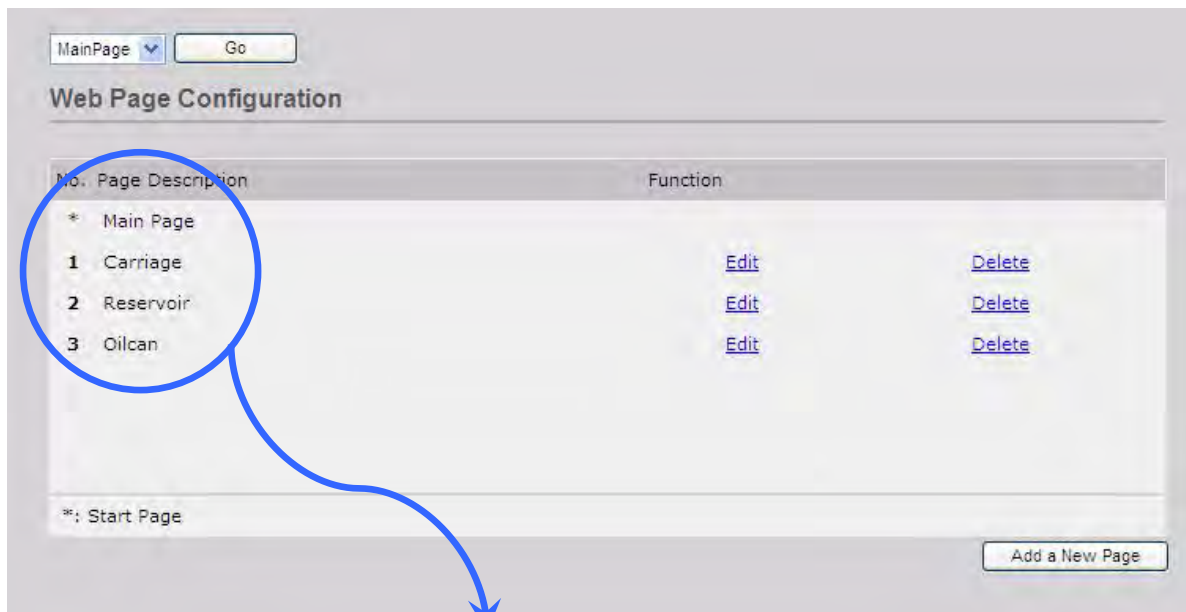 MainPage Go
Web Page Configuration
No. Page Description Function
* Main Page
1 Carriage Edit Delete
2 Reservoir Edit Delete
3 Oilcan Edit Delete
*: Start Page
Add a New Page